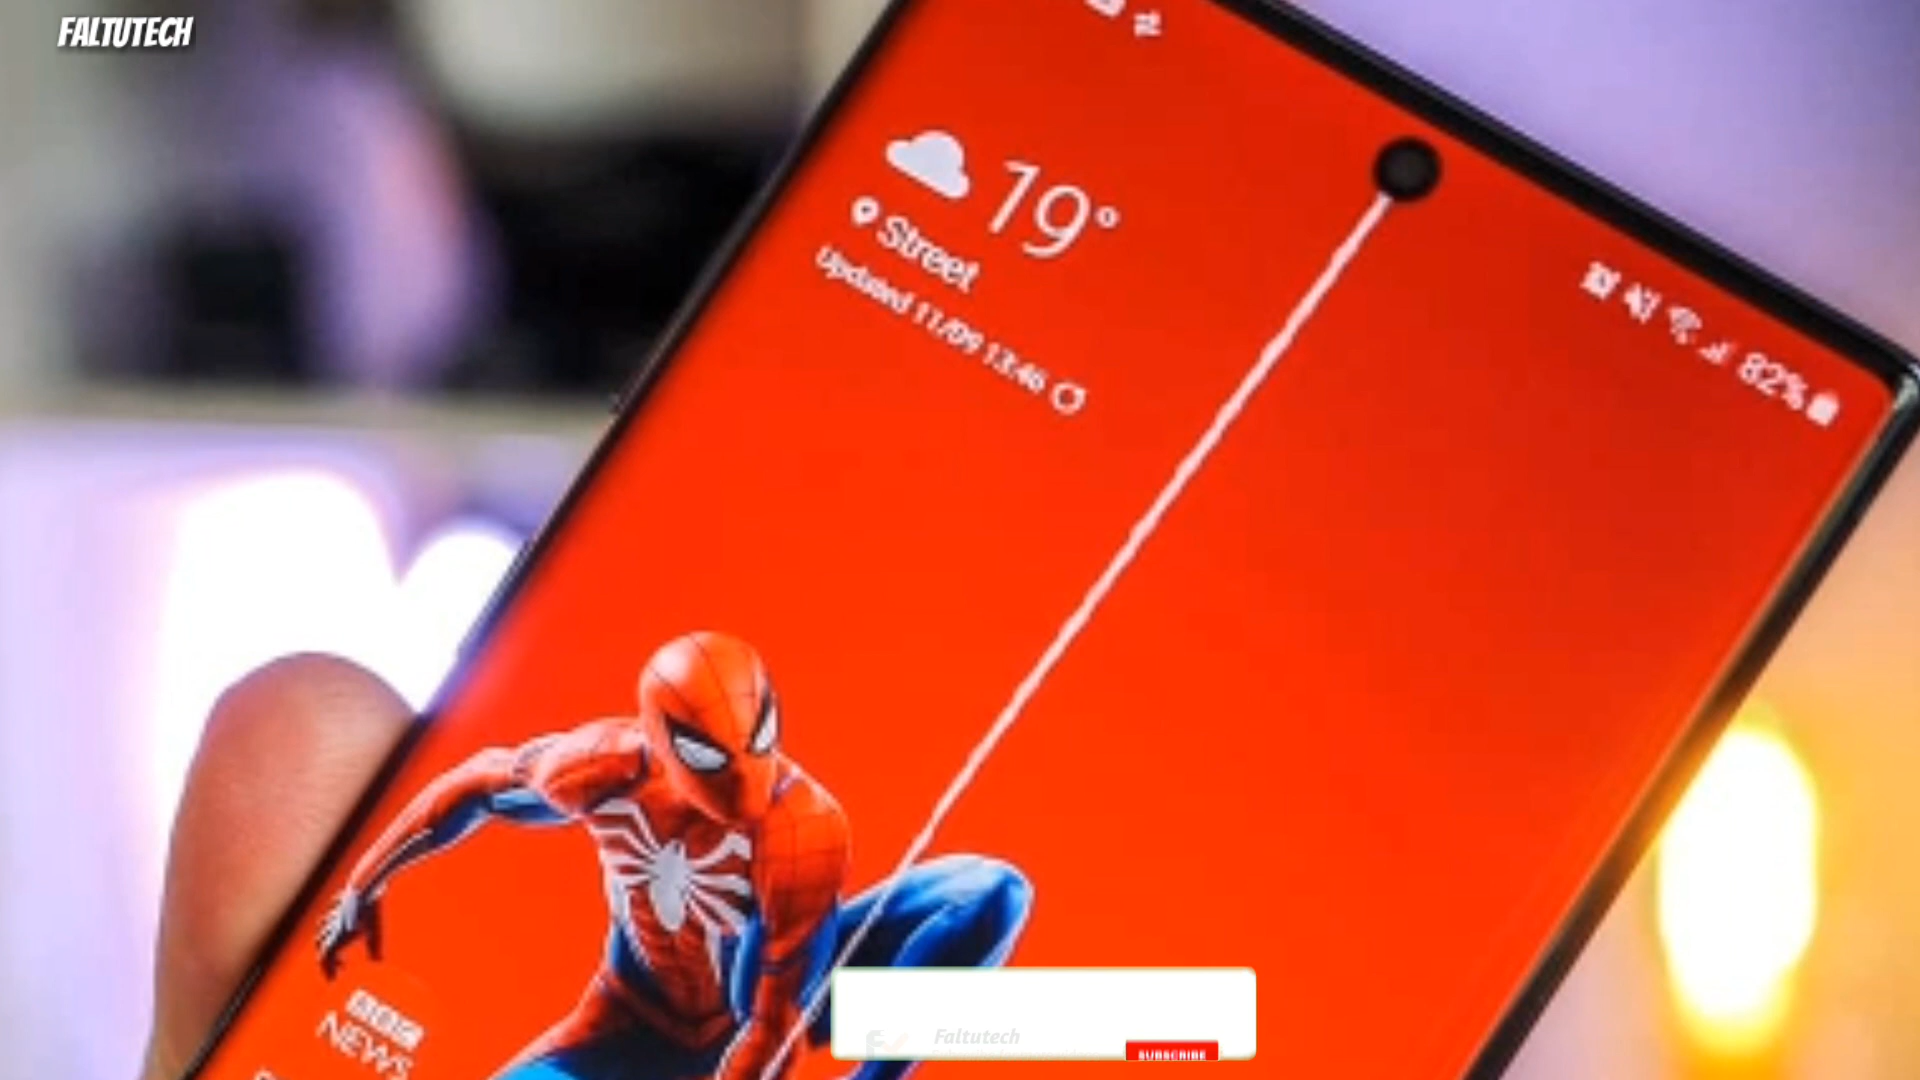 FALTUTECH
19°
Street
Updated 11/09 13:46
82%
BBC
NEWS
Faltutech
SUBSCRIBE